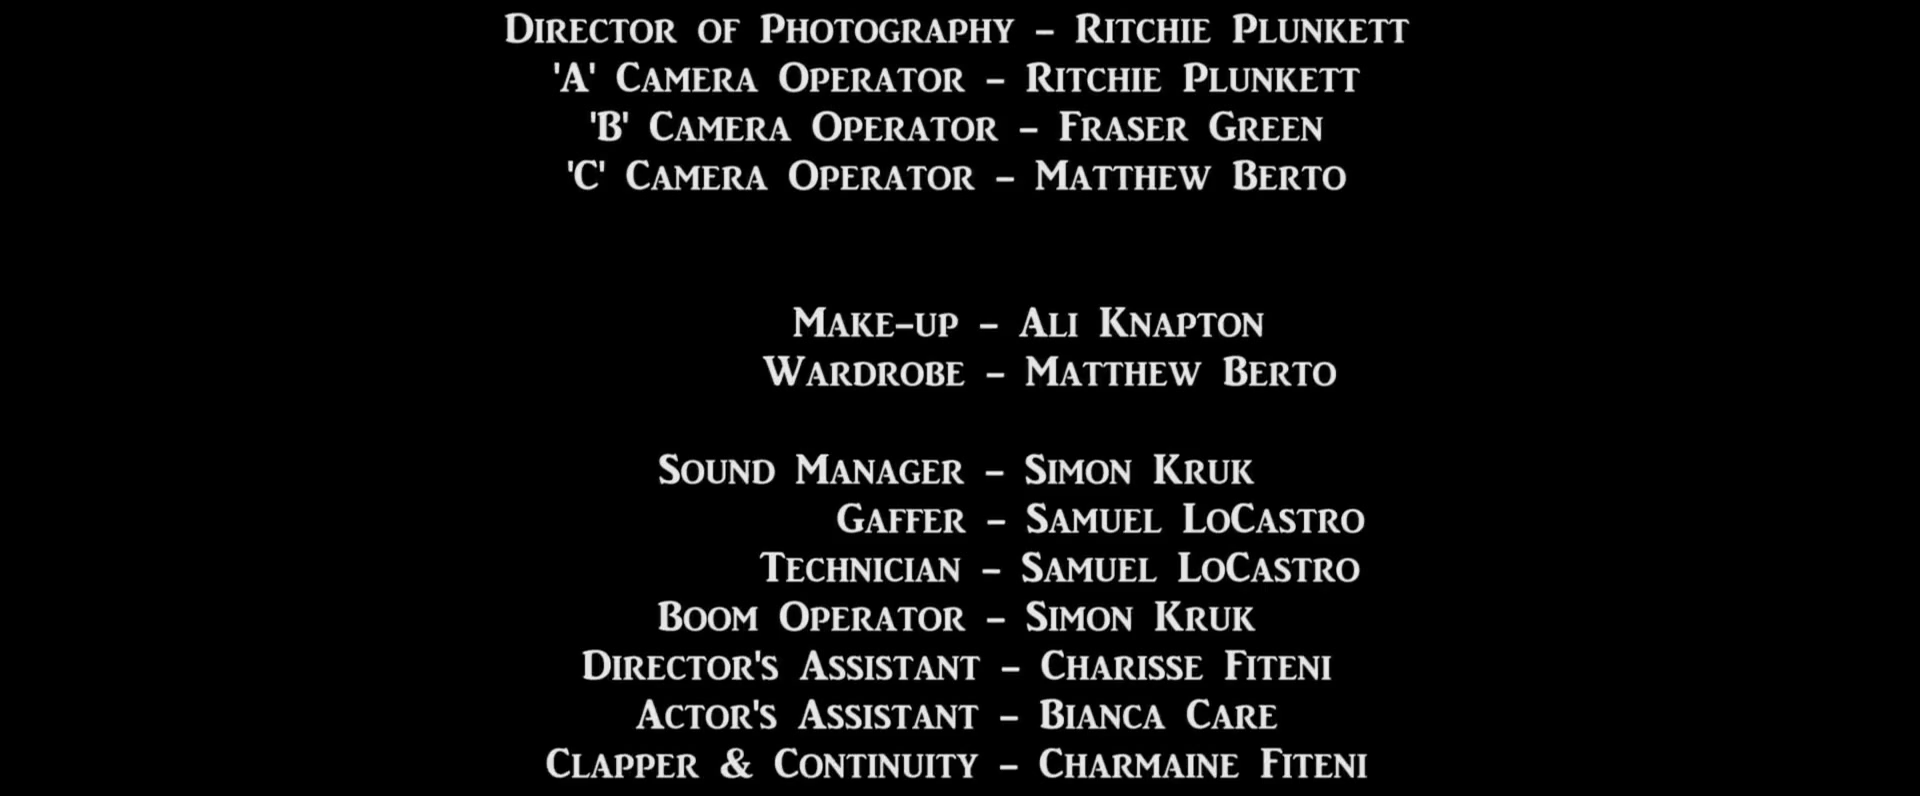 Director of Photography – Ritchie Plunkett
'A' Camera Operator – Ritchie Plunkett
'B' Camera Operator – Fraser Green
'C' Camera Operator – Matthew Berto
Make-up – Ali Knapton
Wardrobe – Matthew Berto
Sound Manager – Simon Kruk
Gaffer – Samuel LoCastro
Technician – Samuel LoCastro
Boom Operator – Simon Kruk
Director's Assistant – Charisse Fiteni
Actor's Assistant – Bianca Care
Clapper & Continuity – Charmaine Fiteni